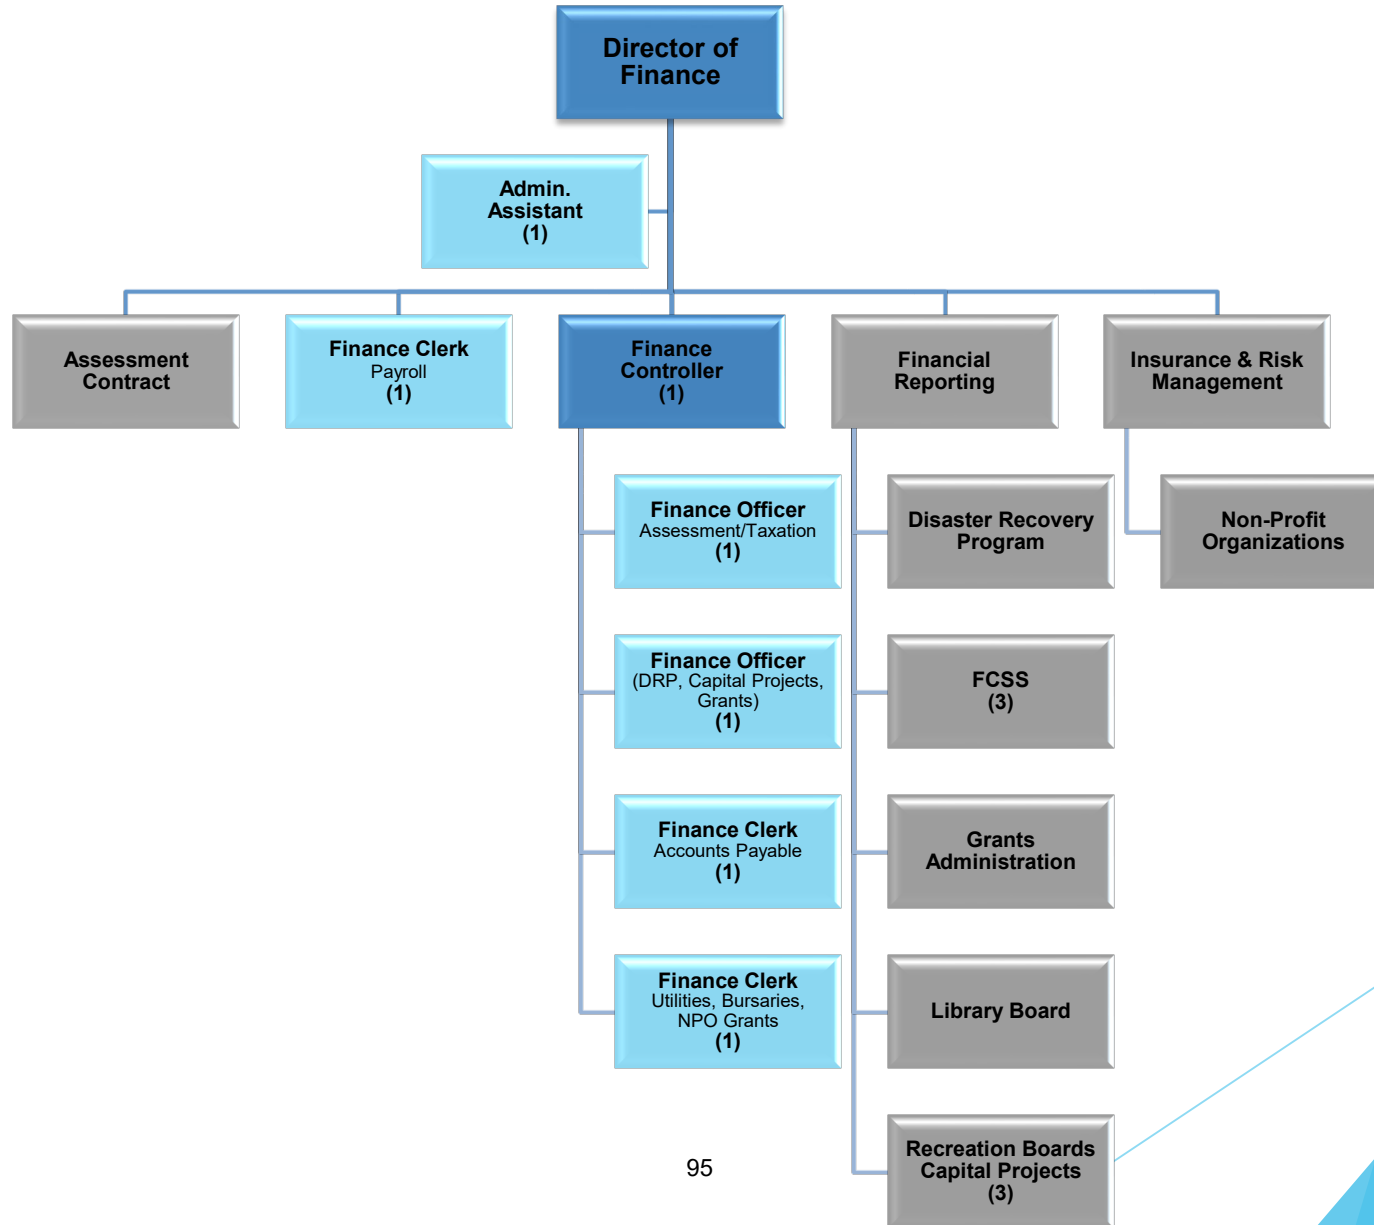 Director of
Finance
Admin.
Assistant
(1)
Assessment
Contract
Finance Clerk
Payroll
(1)
Finance
Controller
(1)
Financial
Reporting
Insurance & Risk
Management
Finance Officer
Assessment/Taxation
(1)
Disaster Recovery
Program
Non-Profit
Organizations
Finance Officer
(DRP, Capital Projects,
Grants)
(1)
FCSS
(3)
Finance Clerk
Accounts Payable
(1)
Grants
Administration
Finance Clerk
Utilities, Bursaries,
NPO Grants
(1)
Library Board
Recreation Boards
Capital Projects
(3)
95